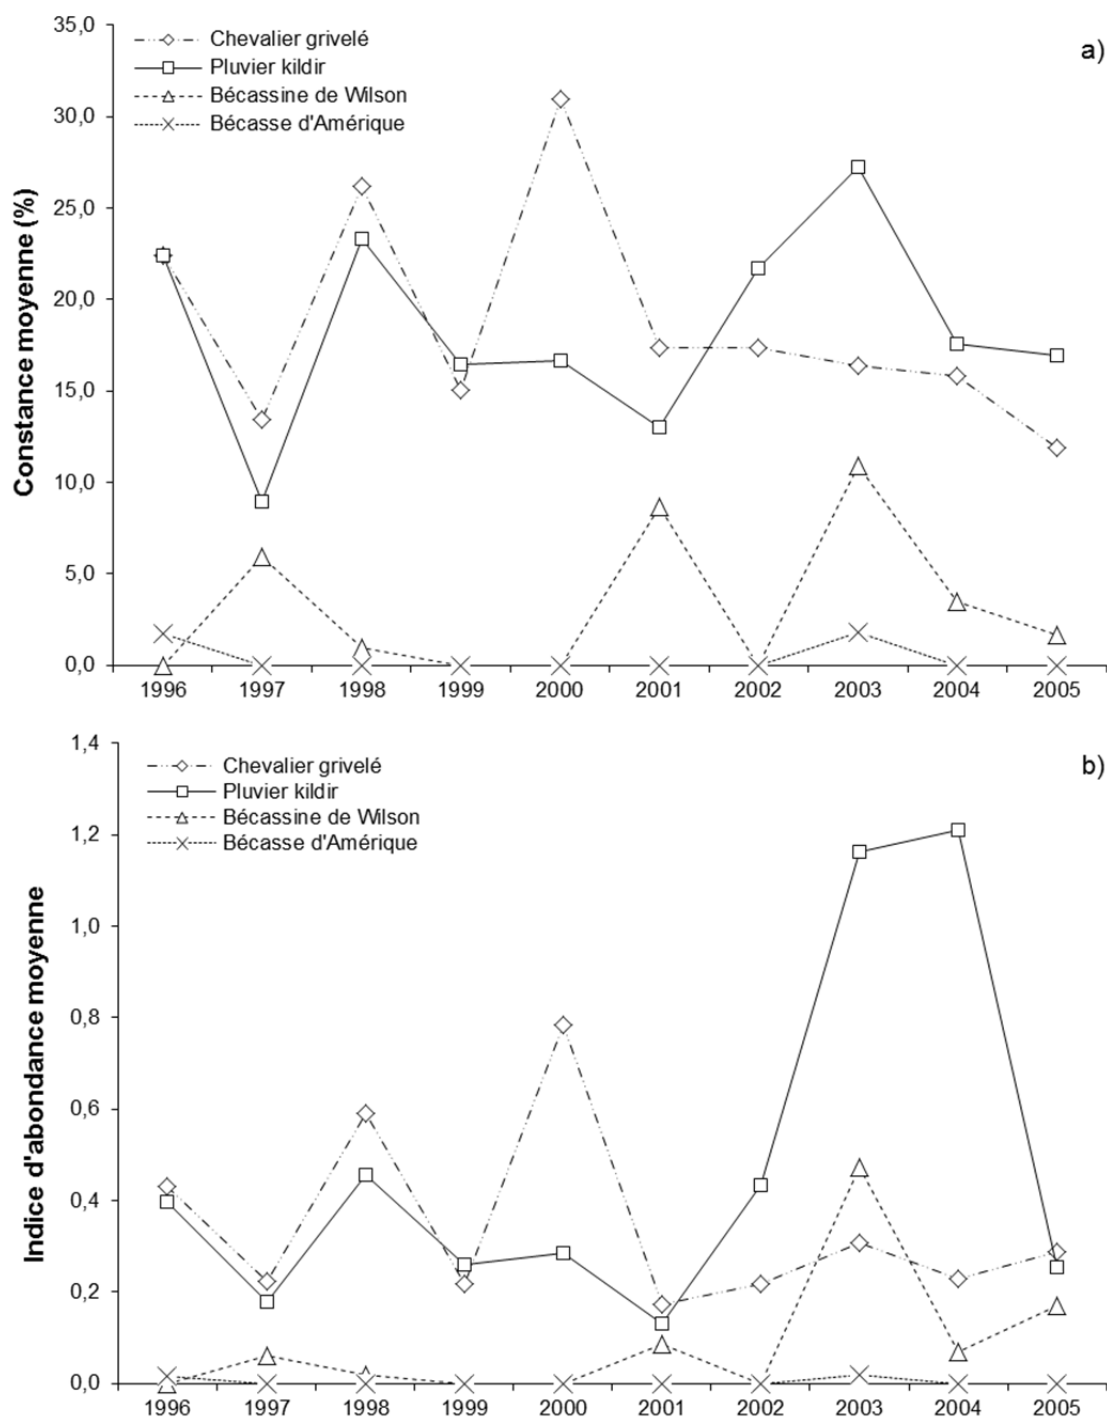 35,0
30,0
25,0
20,0
15,0
10,0
5,0
0,0
Constance moyenne (%)
Chevalier grivelé
Pluvier kildir
Bécassine de Wilson
Bécasse d'Amérique
a)
1996 1997 1998 1999 2000 2001 2002 2003 2004 2005
1,4
1,2
1,0
0,8
0,6
0,4
0,2
0,0
Indice d'abondance moyenne
Chevalier grivelé
Pluvier kildir
Bécassine de Wilson
Bécasse d'Amérique
b)
1996 1997 1998 1999 2000 2001 2002 2003 2004 2005